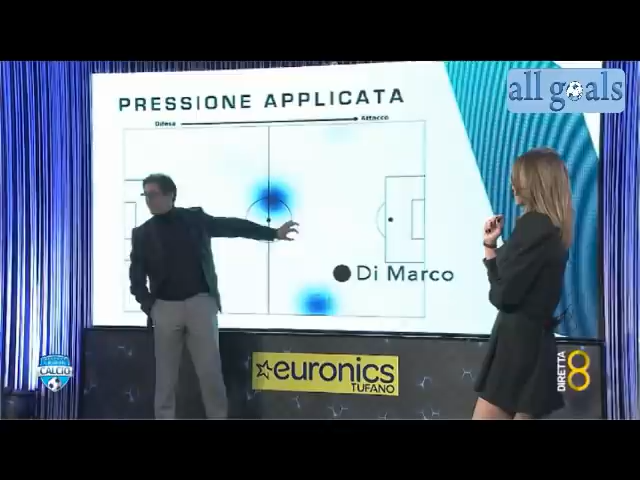 all goals
PRESSIONE APPLICATA
Difesa Attacco
Di Marco
euronics
TUFANO
CALCIO
DIRETTA 8